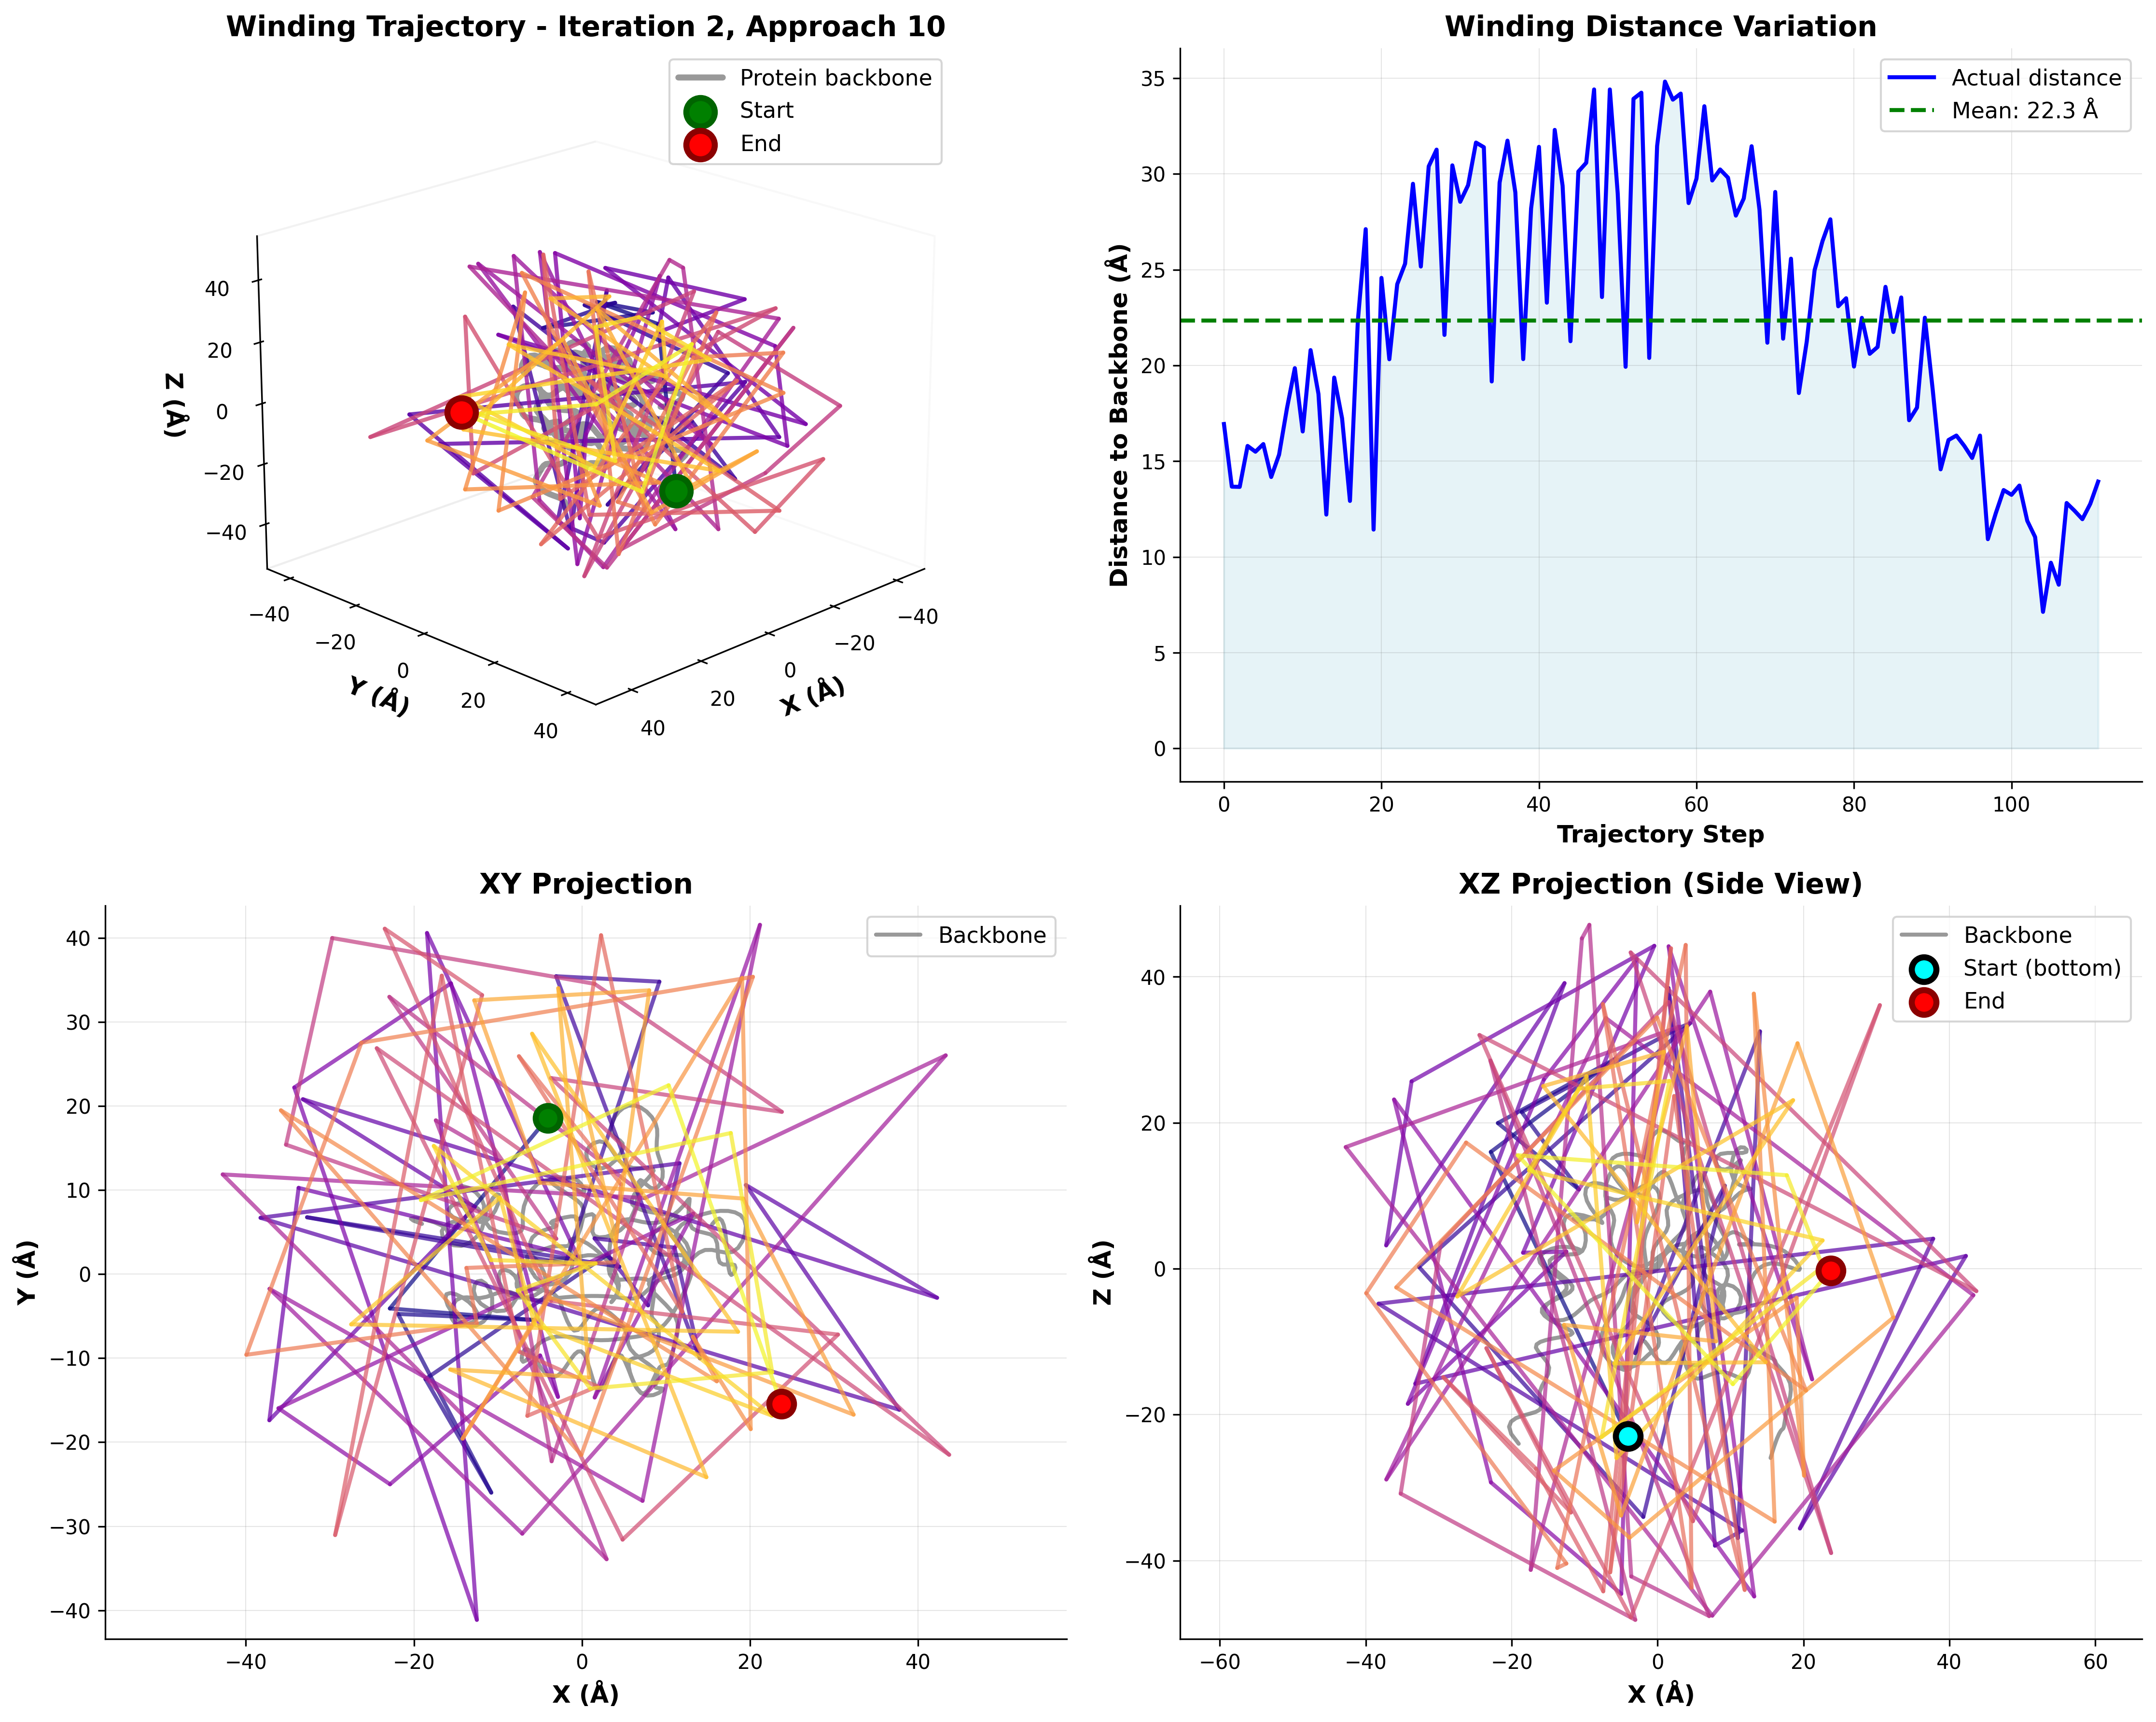 Winding Trajectory - Iteration 2, Approach 10
Protein backbone
Start
End
40
20
0
−20
−40
Z (Å)
−40
−20
0
20
40
Y (Å)
40
20
0
−20
−40
X (Å)
Winding Distance Variation
Actual distance
Mean: 22.3 Å
35
30
25
20
15
10
5
0
Distance to Backbone (Å)
0
20
40
60
80
100
Trajectory Step
XY Projection
Backbone
40
30
20
10
0
−10
−20
−30
−40
Y (Å)
−40
−20
0
20
40
X (Å)
XZ Projection (Side View)
Backbone
Start (bottom)
End
40
20
0
−20
−40
Z (Å)
−60
−40
−20
0
20
40
60
X (Å)